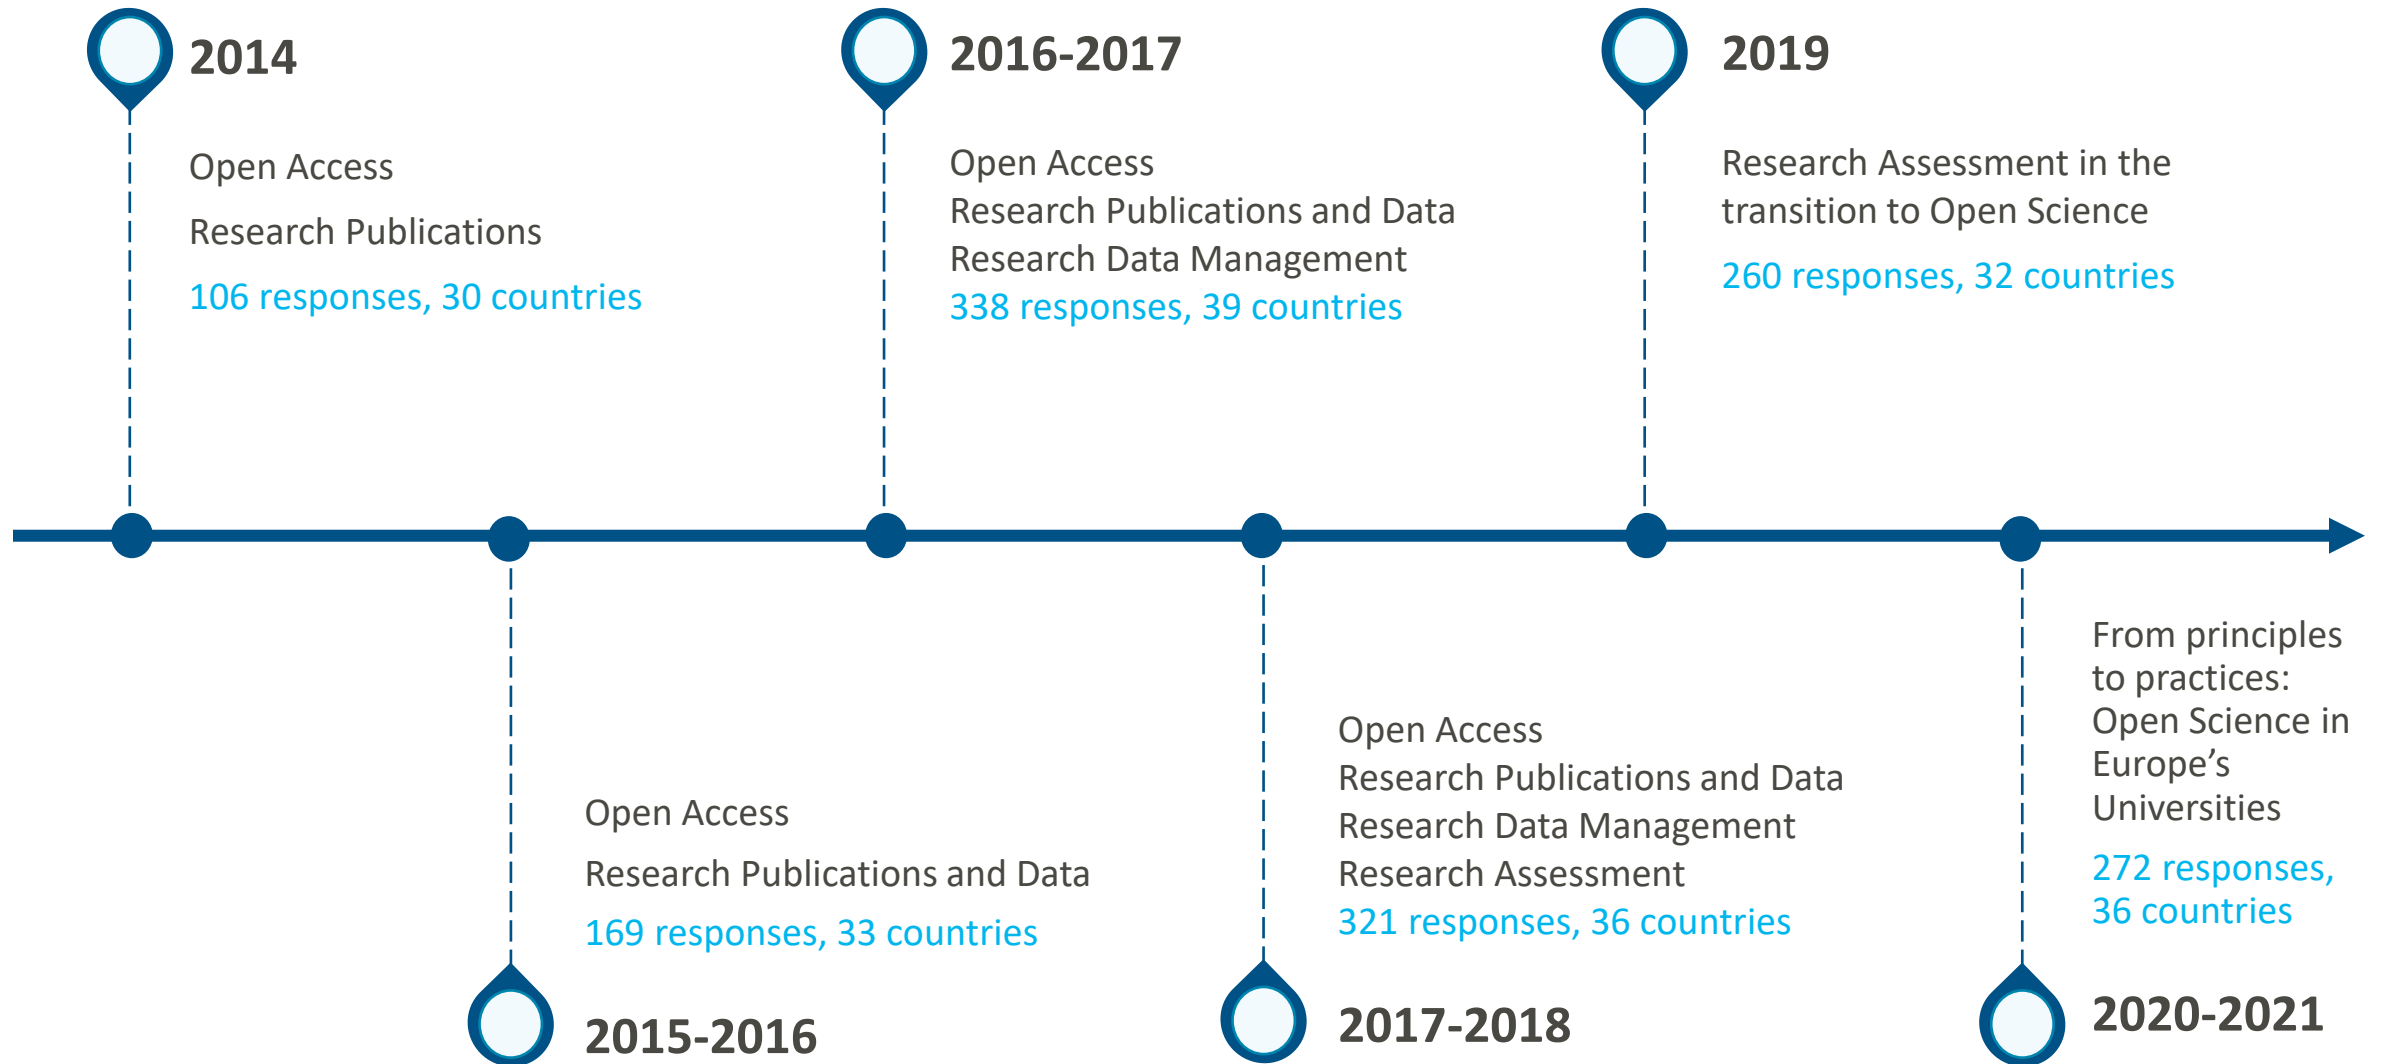 2014
Open Access
Research Publications
106 responses, 30 countries
2016-2017
Open Access
Research Publications and Data
Research Data Management
338 responses, 39 countries
2019
Research Assessment in the
transition to Open Science
260 responses, 32 countries
Open Access
Research Publications and Data
169 responses, 33 countries
2015-2016
Open Access
Research Publications and Data
Research Data Management
Research Assessment
321 responses, 36 countries
2017-2018
From principles
to practices:
Open Science in
Europe’s
Universities
272 responses,
36 countries
2020-2021